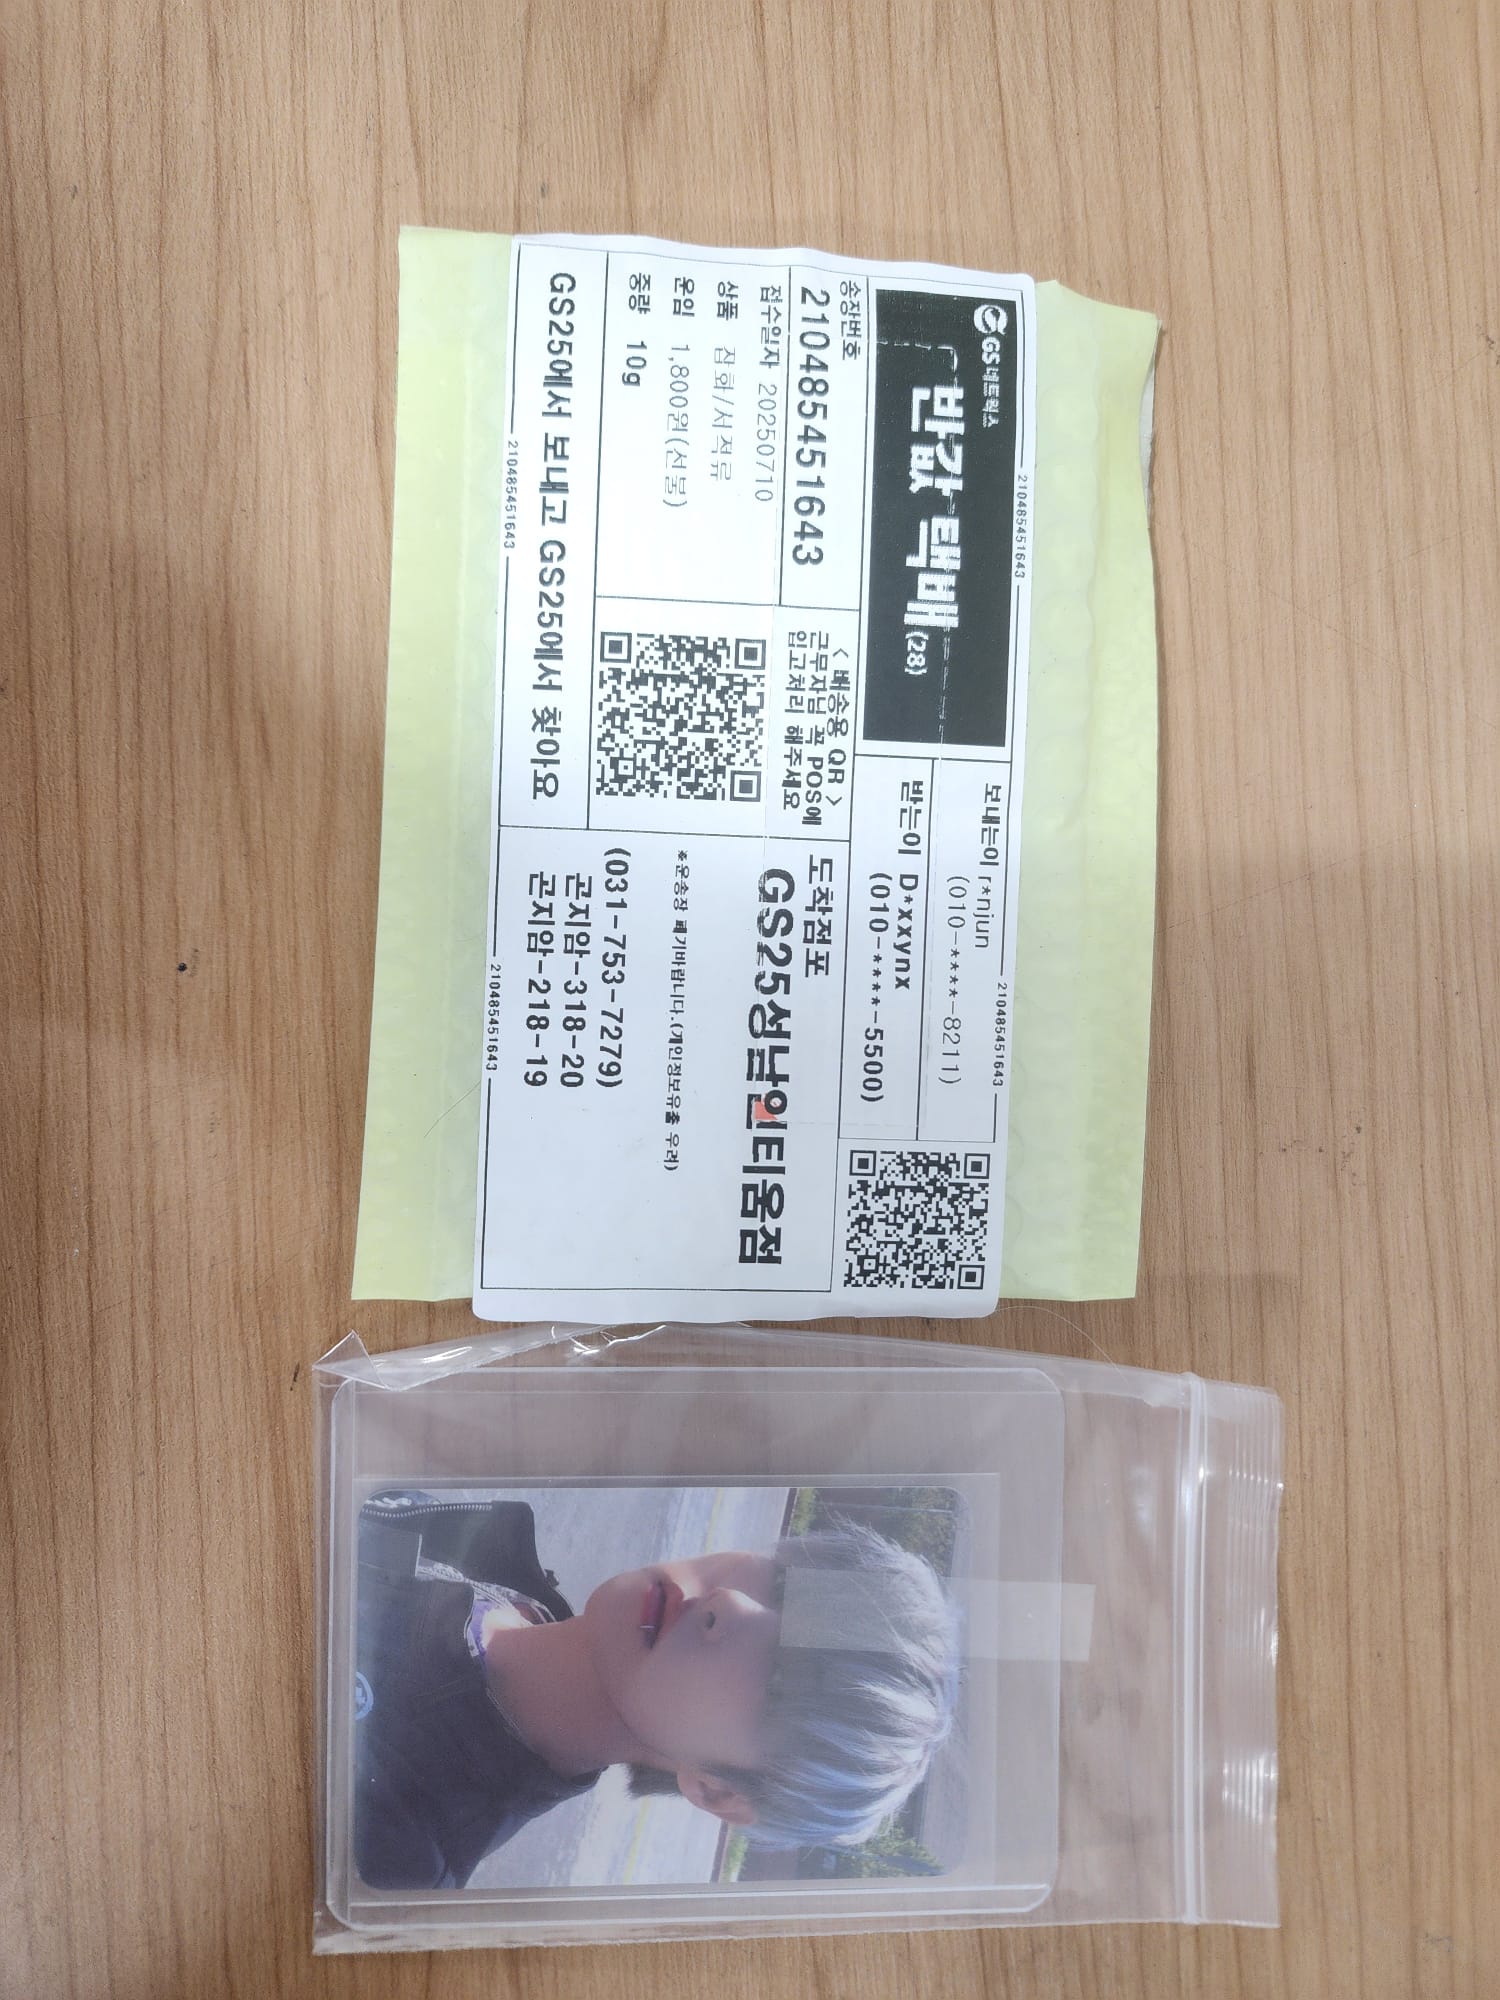 GS네트웍스
반값 택배(28)
보내는이 r*njun
(010-****-8211)
받는이 D*xxynx
(010-****-5500)
송장번호
210485451643
접수일자 20250710
상품 잡화/서적류
운임 1,800원(선불)
중량 10g
<배송용 QR>
근무자님 꼭 POS에
입고처리 해주세요
도착점포
GS25성남인티움점
*운송장 폐기바랍니다.(개인정보유출 우려)
(031-753-7279)
곤지암-318-20
곤지암-218-19
GS25에서 보내고 GS25에서 찾아요
210485451643
210485451643
210485451643
210485451643